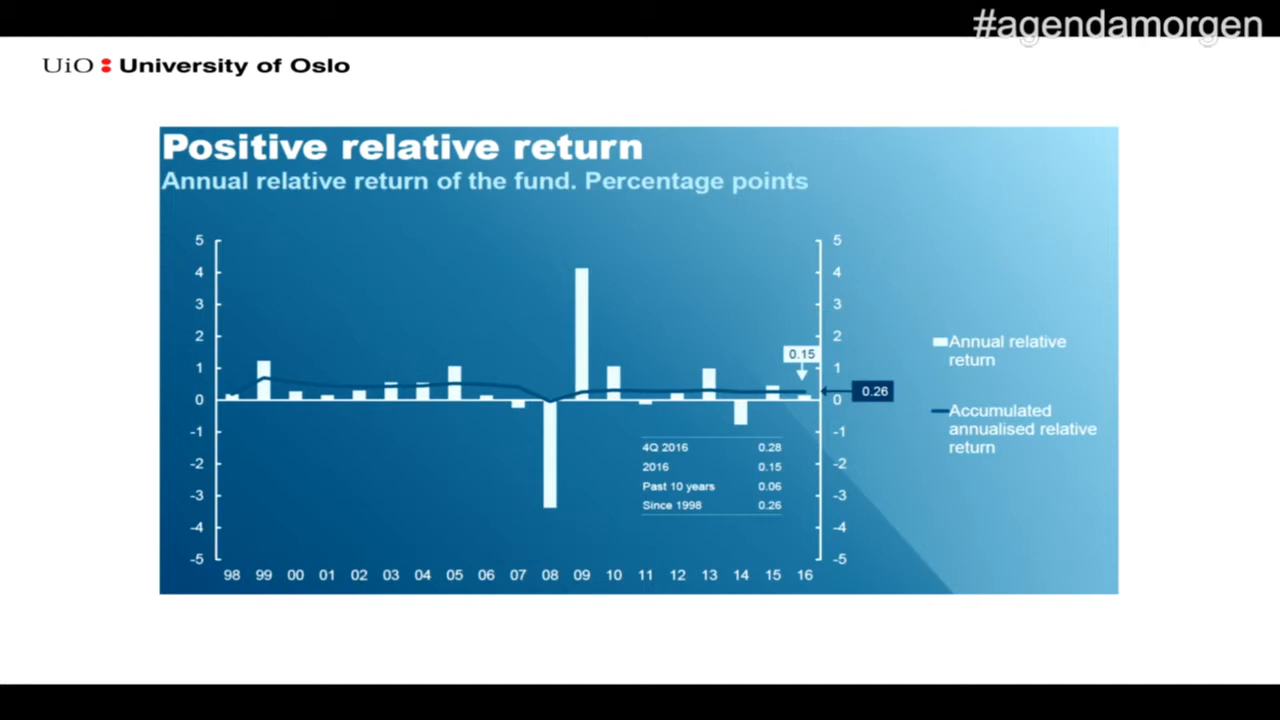 #agendamorgen
UiO : University of Oslo
Positive relative return
Annual relative return of the fund. Percentage points
5 5
4 4
3 3
2 2
0.15
1 1
0 0
0.26
-1 -1
-2 -2
-3 -3
-4 -4
-5 -5
4Q 2016 0.28
2016 0.15
Past 10 years 0.06
Since 1998 0.26
98 99 00 01 02 03 04 05 06 07 08 09 10 11 12 13 14 15 16
Annual relative
return
Accumulated
annualised relative
return